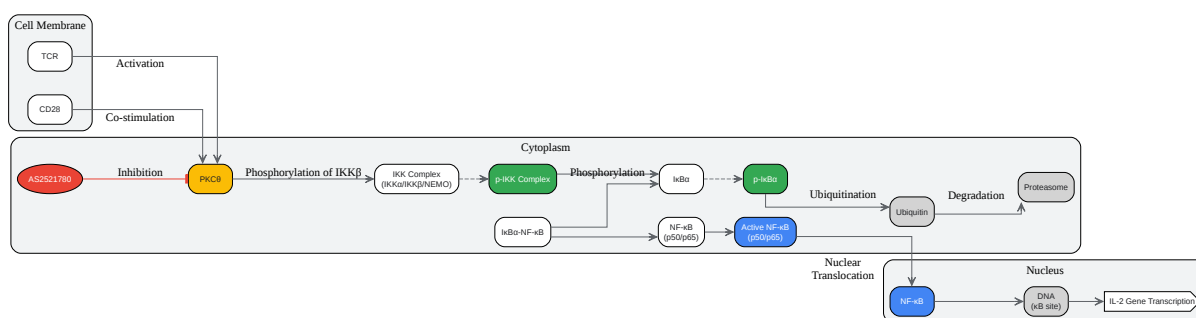 Cell Membrane
TCR
Activation
CD28
Co-stimulation
Cytoplasm
AS2521780
Inhibition
PKCθ
Phosphorylation of IKKβ
IKK Complex
(IKKα/IKKβ/NEMO)
p-IKK Complex
Phosphorylation
IκBα
p-IκBα
Ubiquitination
Ubiquitin
Degradation
Proteasome
IκBα-NF-κB
NF-κB
(p50/p65)
Active NF-κB
(p50/p65)
Nuclear
Translocation
Nucleus
NF-κB
DNA
(κB site)
IL-2 Gene Transcription